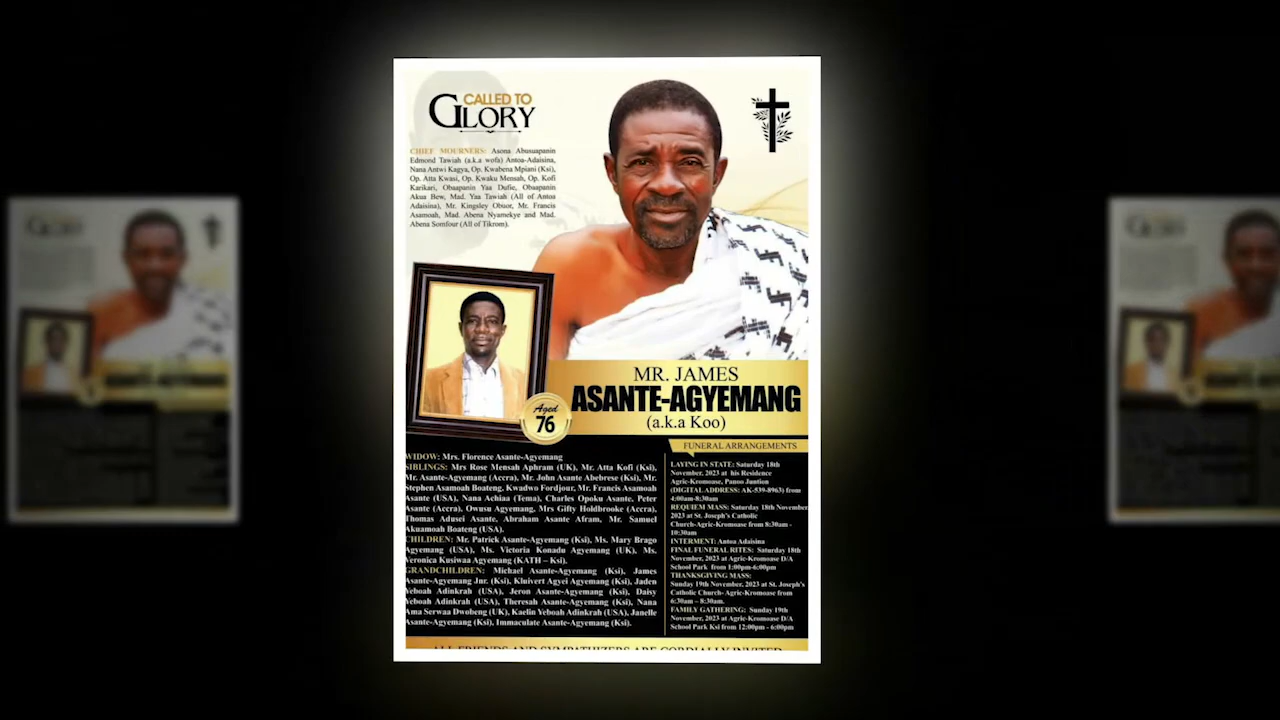 CALLED TO
GLORY
CHIEF MOURNERS: Asona Abusuapanin
Edmond Tawiah (a.k.a wofa) Antoa-Adaisina,
Nana Antwi Kagya, Op. Kwabena Mpiani (Ksi),
Op. Atta Kwasi, Op. Kwaku Mensah, Op. Kofi
Karikari, Obaapanin Yaa Dufie, Obaapanin
Akua Bew, Mad. Yaa Tawiah (All of Antoa
Adaisina), Mr. Kingsley Obuor, Mr. Francis
Asamoah, Mad. Abena Nyamekye and Mad.
Abena Somfour (All of Tikrom).
MR. JAMES
ASANTE-AGYEMANG
(a.k.a Koo)
Aged
76
WIDOW: Mrs. Florence Asante-Agyemang
SIBLINGS: Mrs Rose Mensah Aphram (UK), Mr. Atta Kofi (Ksi),
Mr. Asante-Agyemang (Accra), Mr. John Asante Abebrese (Ksi), Mr.
Stephen Asamoah Boateng, Kwadwo Fordjour, Mr. Francis Asamoah
Asante (USA), Nana Achiaa (Tema), Charles Opoku Asante, Peter
Asante (Accra), Owusu Agyemang, Mrs Gifty Holdbrooke (Accra),
Thomas Adusei Asante, Abraham Asante Afram, Mr. Samuel
Akuamoah Boateng (USA).
CHILDREN: Mr. Patrick Asante-Agyemang (Ksi), Ms. Mary Brago
Agyemang (USA), Ms. Victoria Konadu Agyemang (UK), Ms.
Veronica Kusiwaa Agyemang (KATH – Ksi).
GRANDCHILDREN: Michael Asante-Agyemang (Ksi), James
Asante-Agyemang Jnr. (Ksi), Kluivert Agyei Agyemang (Ksi), Jaden
Yeboah Adinkrah (USA), Jeron Asante-Agyemang (Ksi), Daisy
Yeboah Adinkrah (USA), Theresah Asante-Agyemang (Ksi), Nana
Ama Serwaa Dwobeng (UK), Kaelin Yeboah Adinkrah (USA), Janelle
Asante-Agyemang (Ksi), Immaculate Asante-Agyemang (Ksi).
FUNERAL ARRANGEMENTS
LAYING IN STATE: Saturday 18th
November, 2023 at his Residence
Agric-Kromoase, Panoo Juntion
(DIGITAL ADDRESS: AK-539-8963) from
4:00am-8:30am
REQUIEM MASS: Saturday 18th November
2023 at St. Joseph's Catholic
Church-Agric-Kromoase from 8:30am -
10:30am
INTERMENT: Antoa Adaisina
FINAL FUNERAL RITES: Saturday 18th
November, 2023 at Agric-Kromoase D/A
School Park from 1:00pm-6:00pm
THANKSGIVING MASS:
Sunday 19th November, 2023 at St. Joseph's
Catholic Church- Agric-Kromoase from
6:30am – 8:30am.
FAMILY GATHERING: Sunday 19th
November, 2023 at Agric-Kromoase D/A
School Park Ksi from 12:00pm - 6:00pm
ALL FRIENDS AND SYMPATHIZERS ARE CORDIALLY INVITED